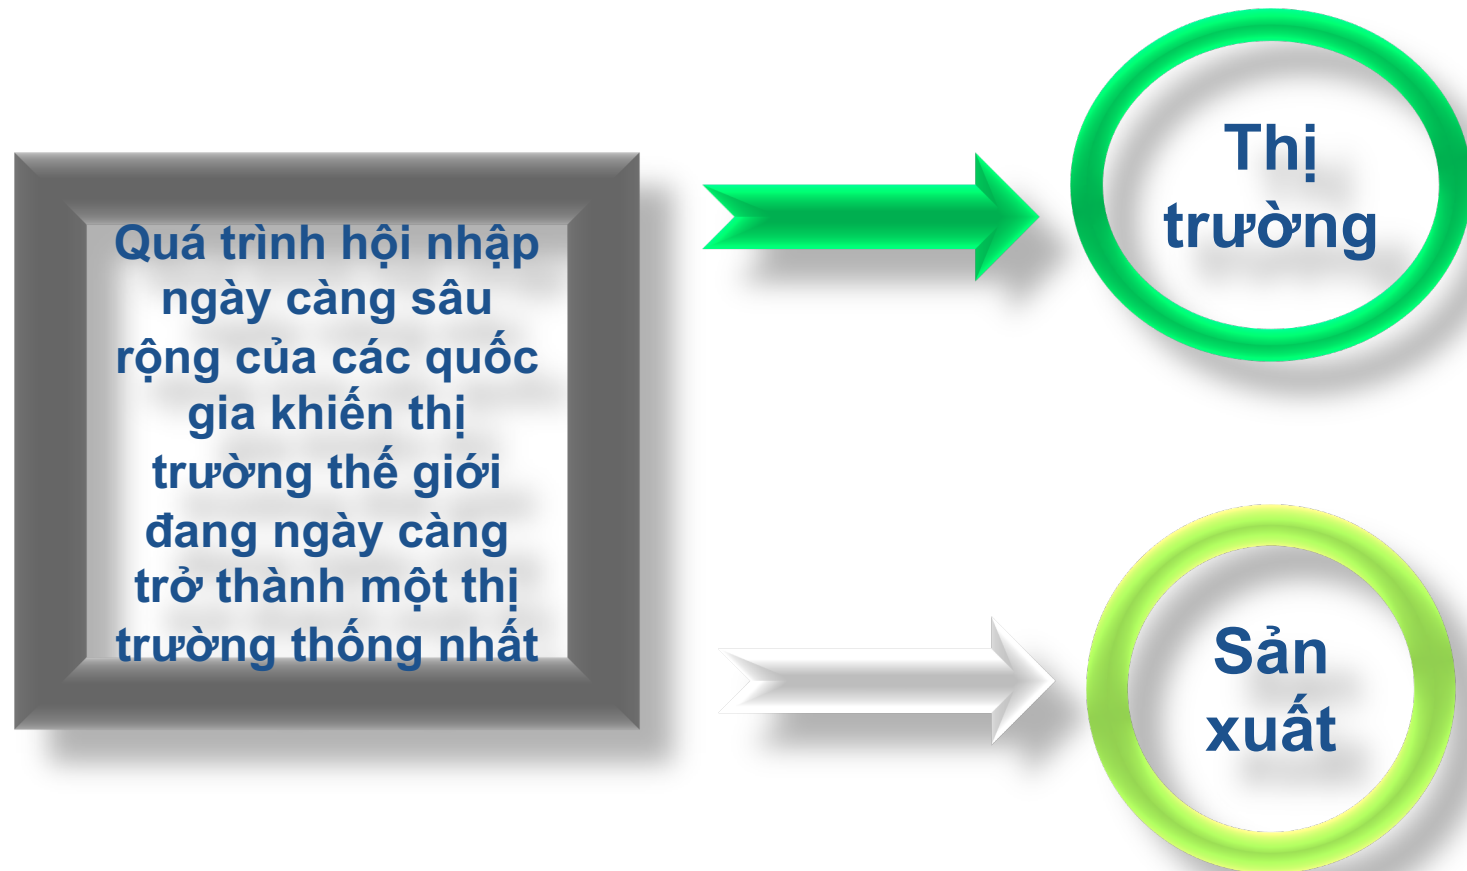 Quá trình hội nhập
ngày càng sâu
rộng của các quốc
gia khiến thị
trường thế giới
đang ngày càng
trở thành một thị
trường thống nhất
Thị
trường
Sản
xuất